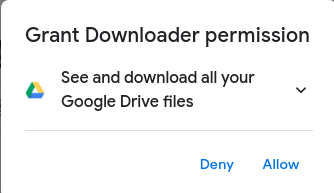 Grant Downloader permission
See and download all your
Google Drive files
Deny
Allow